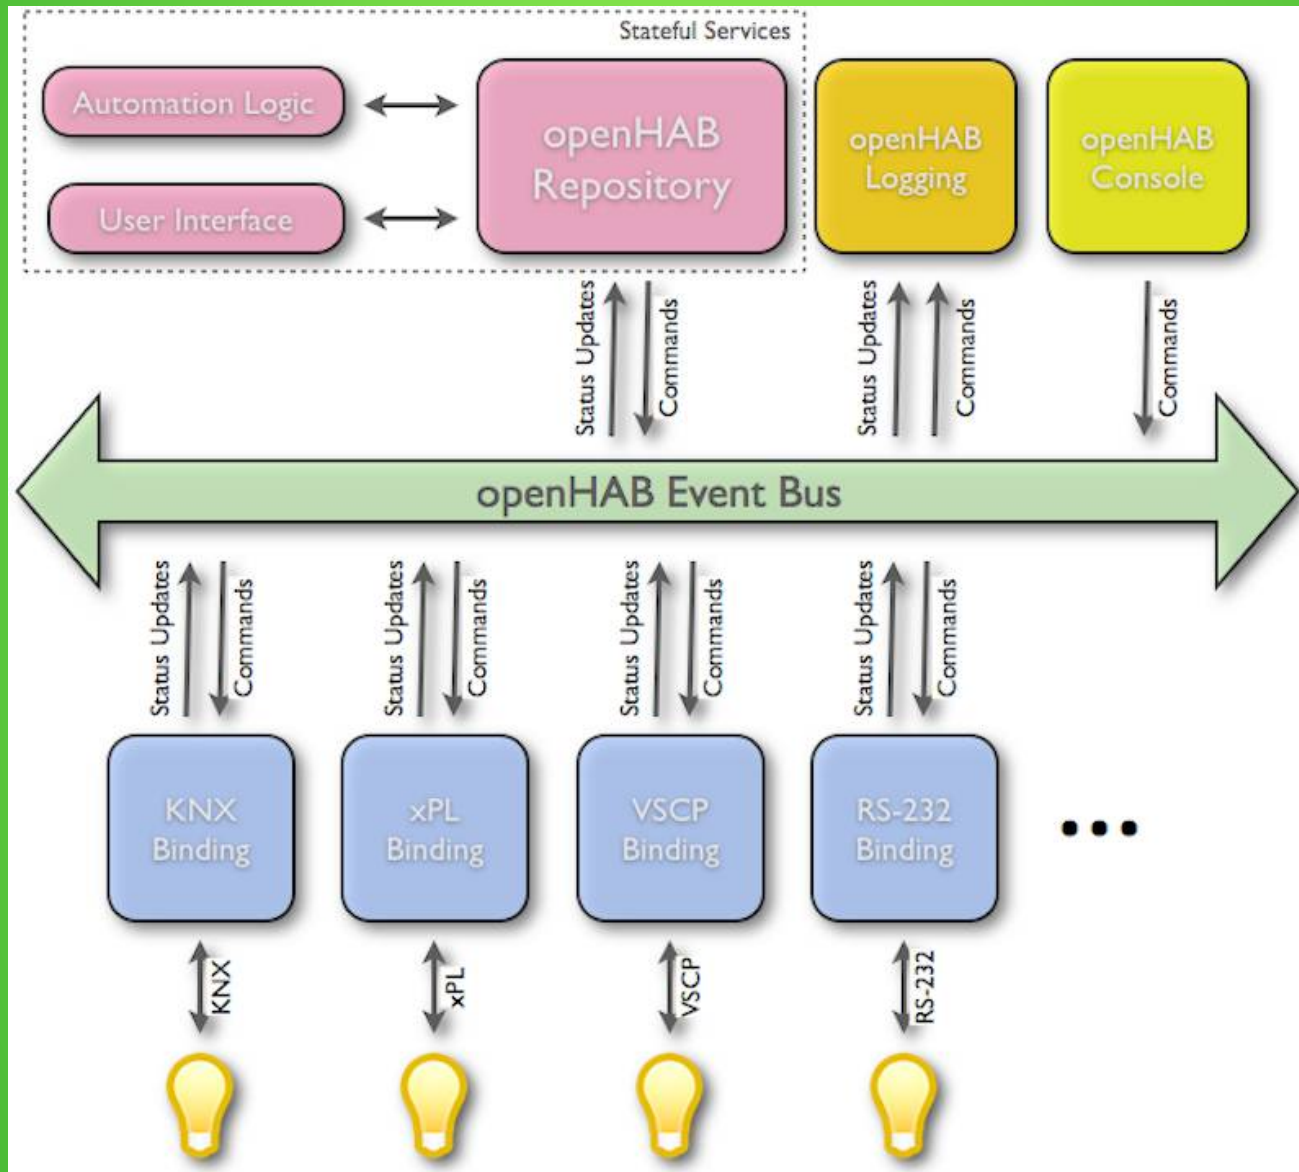 Stateful Services
Automation Logic
User Interface
openHAB
Repository
openHAB
Logging
openHAB
Console
Status Updates
Commands
Status Updates
Commands
Commands
openHAB Event Bus
Status Updates
Commands
Status Updates
Commands
Status Updates
Commands
Status Updates
Commands
KNX
Binding
xPL
Binding
VSCP
Binding
RS-232
Binding
...
KNX
xPL
VSCP
RS-232